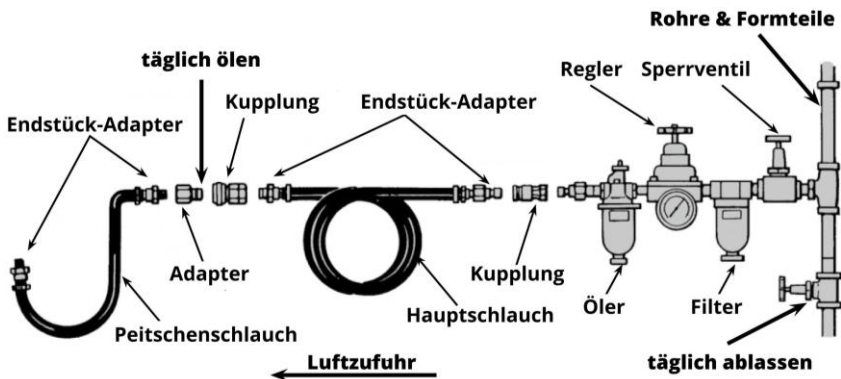 Rohre & Formteile
täglich ölen
Regler
Sperrventil
Kupplung
Endstück-Adapter
Endstück-Adapter
Adapter
Kupplung
Peitschenschlauch
Hauptschlauch
Öler
Filter
Luftzufuhr
täglich ablassen